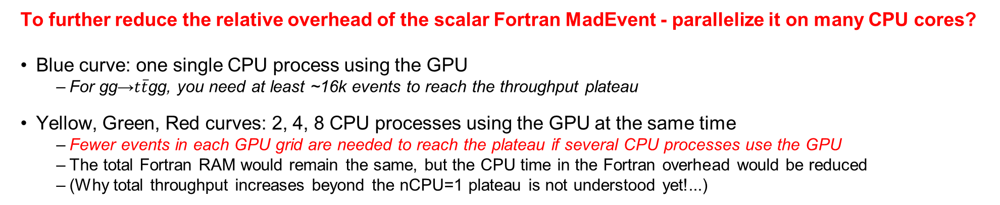 To further reduce the relative overhead of the scalar Fortran MadEvent - parallelize it on many CPU cores?
• Blue curve: one single CPU process using the GPU
– For gg→tt̄gg, you need at least ~16k events to reach the throughput plateau
• Yellow, Green, Red curves: 2, 4, 8 CPU processes using the GPU at the same time
– Fewer events in each GPU grid are needed to reach the plateau if several CPU processes use the GPU
– The total Fortran RAM would remain the same, but the CPU time in the Fortran overhead would be reduced
– (Why total throughput increases beyond the nCPU=1 plateau is not understood yet!...)